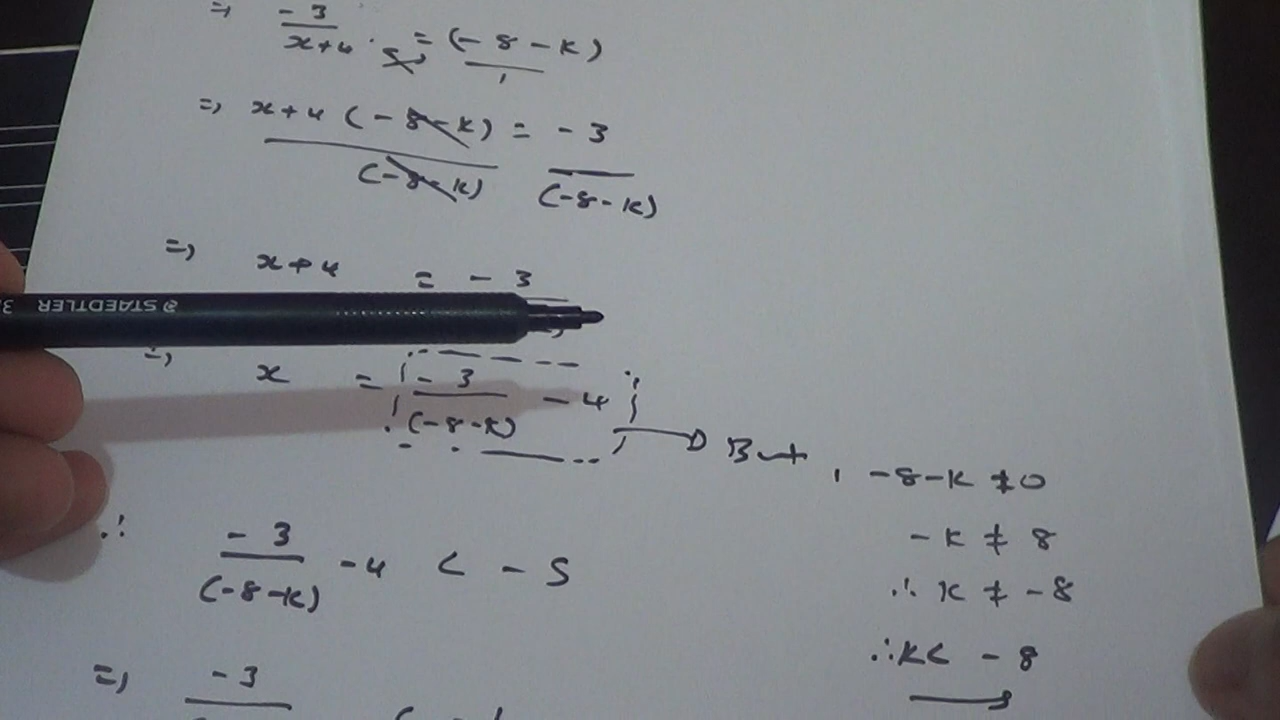 ⇒ -3/(x+4) = (-8-k)/1
⇒ x+4(-8-k)/(-8-k) = -3/(-8-k)
⇒ x+4 = -3
STAEDTLER 3
⇒ x = -3/(-8-k) - 4 → But, -8-k ≠ 0
-k ≠ 8
∴ -3/(-8-k) - 4 < -5
∴ k ≠ -8
∴ k < -8
⇒ -3